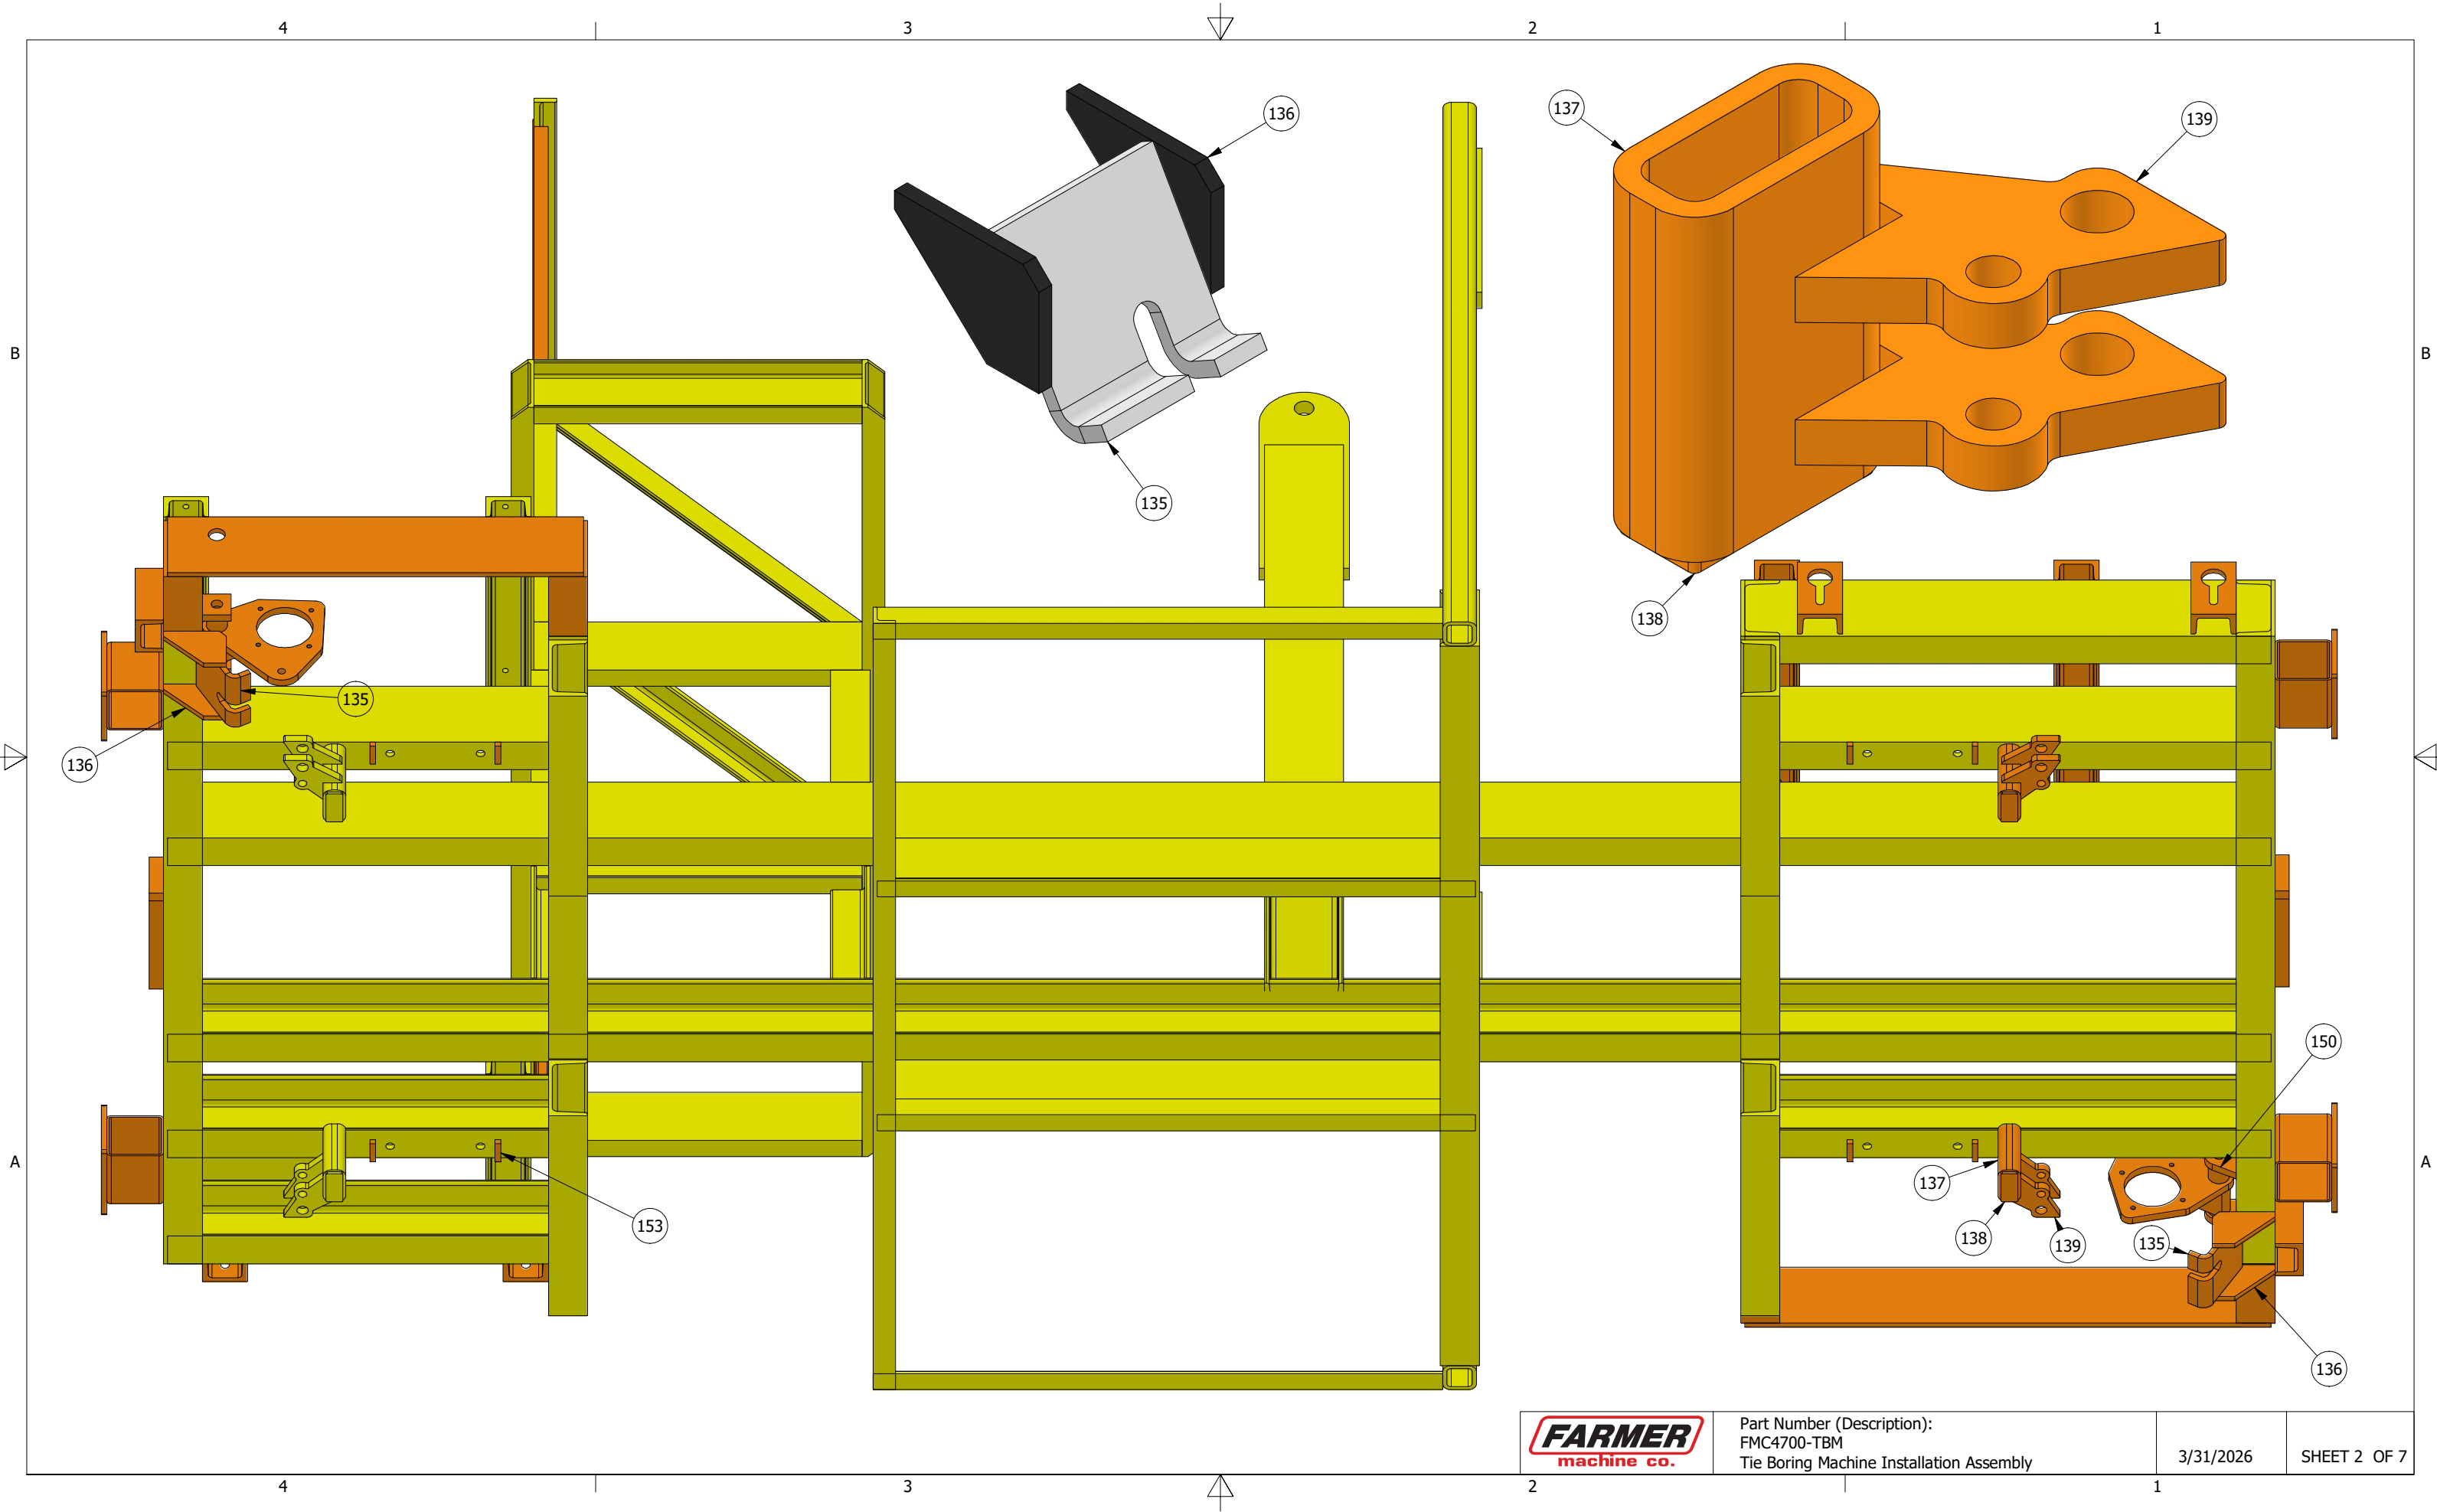 4 3 2 1
136
137
139
B B
135
138
135
136
150
137
153
138
139
135
136
A A
FARMER
machine co.
Part Number (Description):
FMC4700-TBM
Tie Boring Machine Installation Assembly
3/31/2026
SHEET 2 OF 7
4 3 2 1